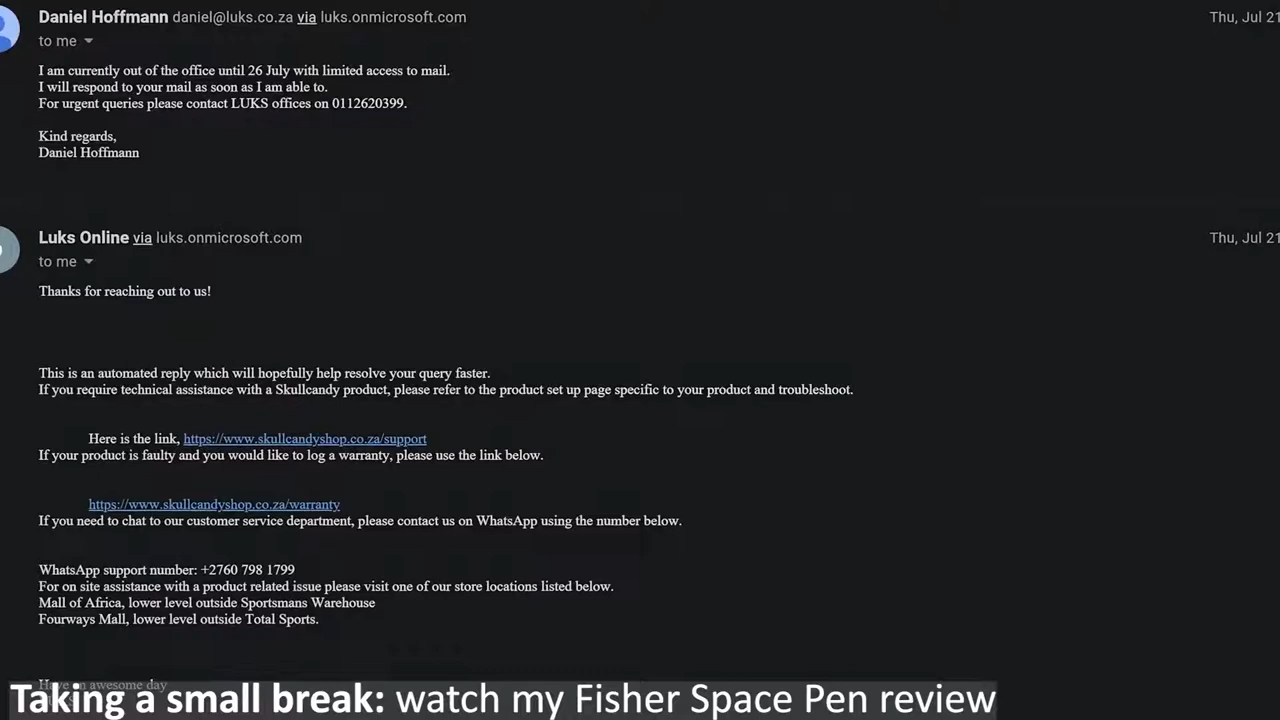 Daniel Hoffmann daniel@luks.co.za via luks.onmicrosoft.com
Thu, Jul 21
to me
I am currently out of the office until 26 July with limited access to mail.
I will respond to your mail as soon as I am able to.
For urgent queries please contact LUKS offices on 0112620399.
Kind regards,
Daniel Hoffmann
Luks Online via luks.onmicrosoft.com
Thu, Jul 21
to me
Thanks for reaching out to us!
This is an automated reply which will hopefully help resolve your query faster.
If you require technical assistance with a Skullcandy product, please refer to the product set up page specific to your product and troubleshoot.
Here is the link, https://www.skullcandyshop.co.za/support
If your product is faulty and you would like to log a warranty, please use the link below.
https://www.skullcandyshop.co.za/warranty
If you need to chat to our customer service department, please contact us on WhatsApp using the number below.
WhatsApp support number: +2760 798 1799
For on site assistance with a product related issue please visit one of our store locations listed below.
Mall of Africa, lower level outside Sportsmans Warehouse
Fourways Mall, lower level outside Total Sports.
Have an awesome day
Taking a small break: watch my Fisher Space Pen review